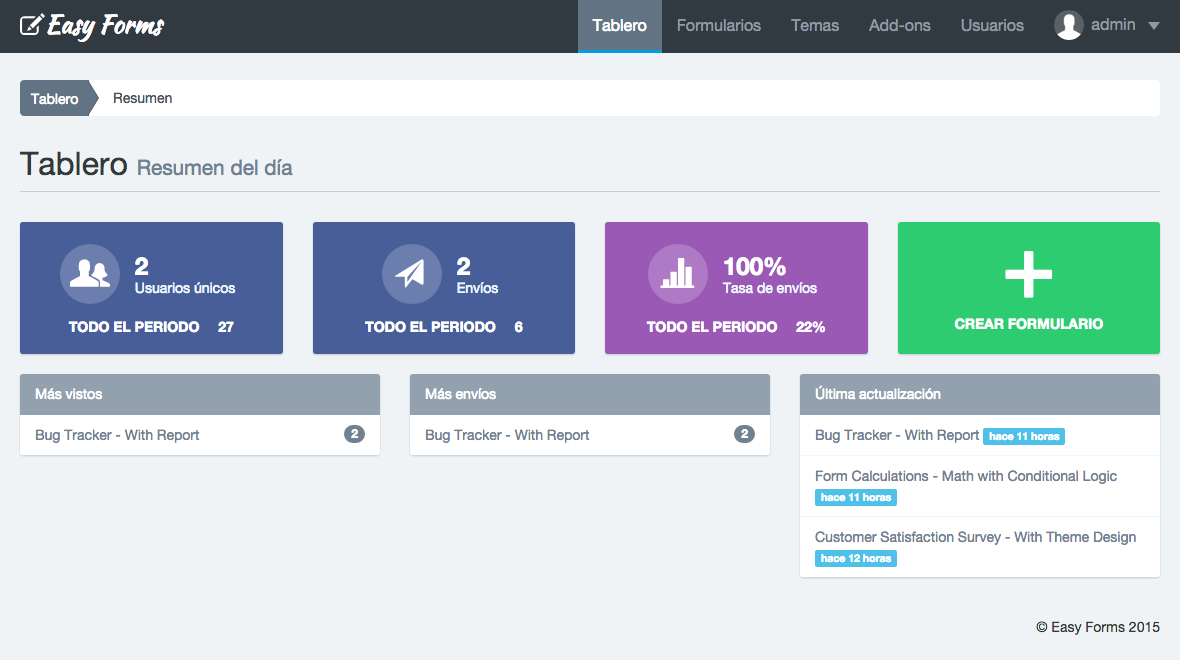 Easy Forms
Tablero Formularios Temas Add-ons Usuarios admin
Tablero Resumen
Tablero Resumen del día
2
Usuarios únicos
TODO EL PERIODO 27
2
Envíos
TODO EL PERIODO 6
100%
Tasa de envíos
TODO EL PERIODO 22%
CREAR FORMULARIO
Más vistos
Bug Tracker - With Report 2
Más envíos
Bug Tracker - With Report 2
Última actualización
Bug Tracker - With Report hace 11 horas
Form Calculations - Math with Conditional Logic
hace 11 horas
Customer Satisfaction Survey - With Theme Design
hace 12 horas
© Easy Forms 2015